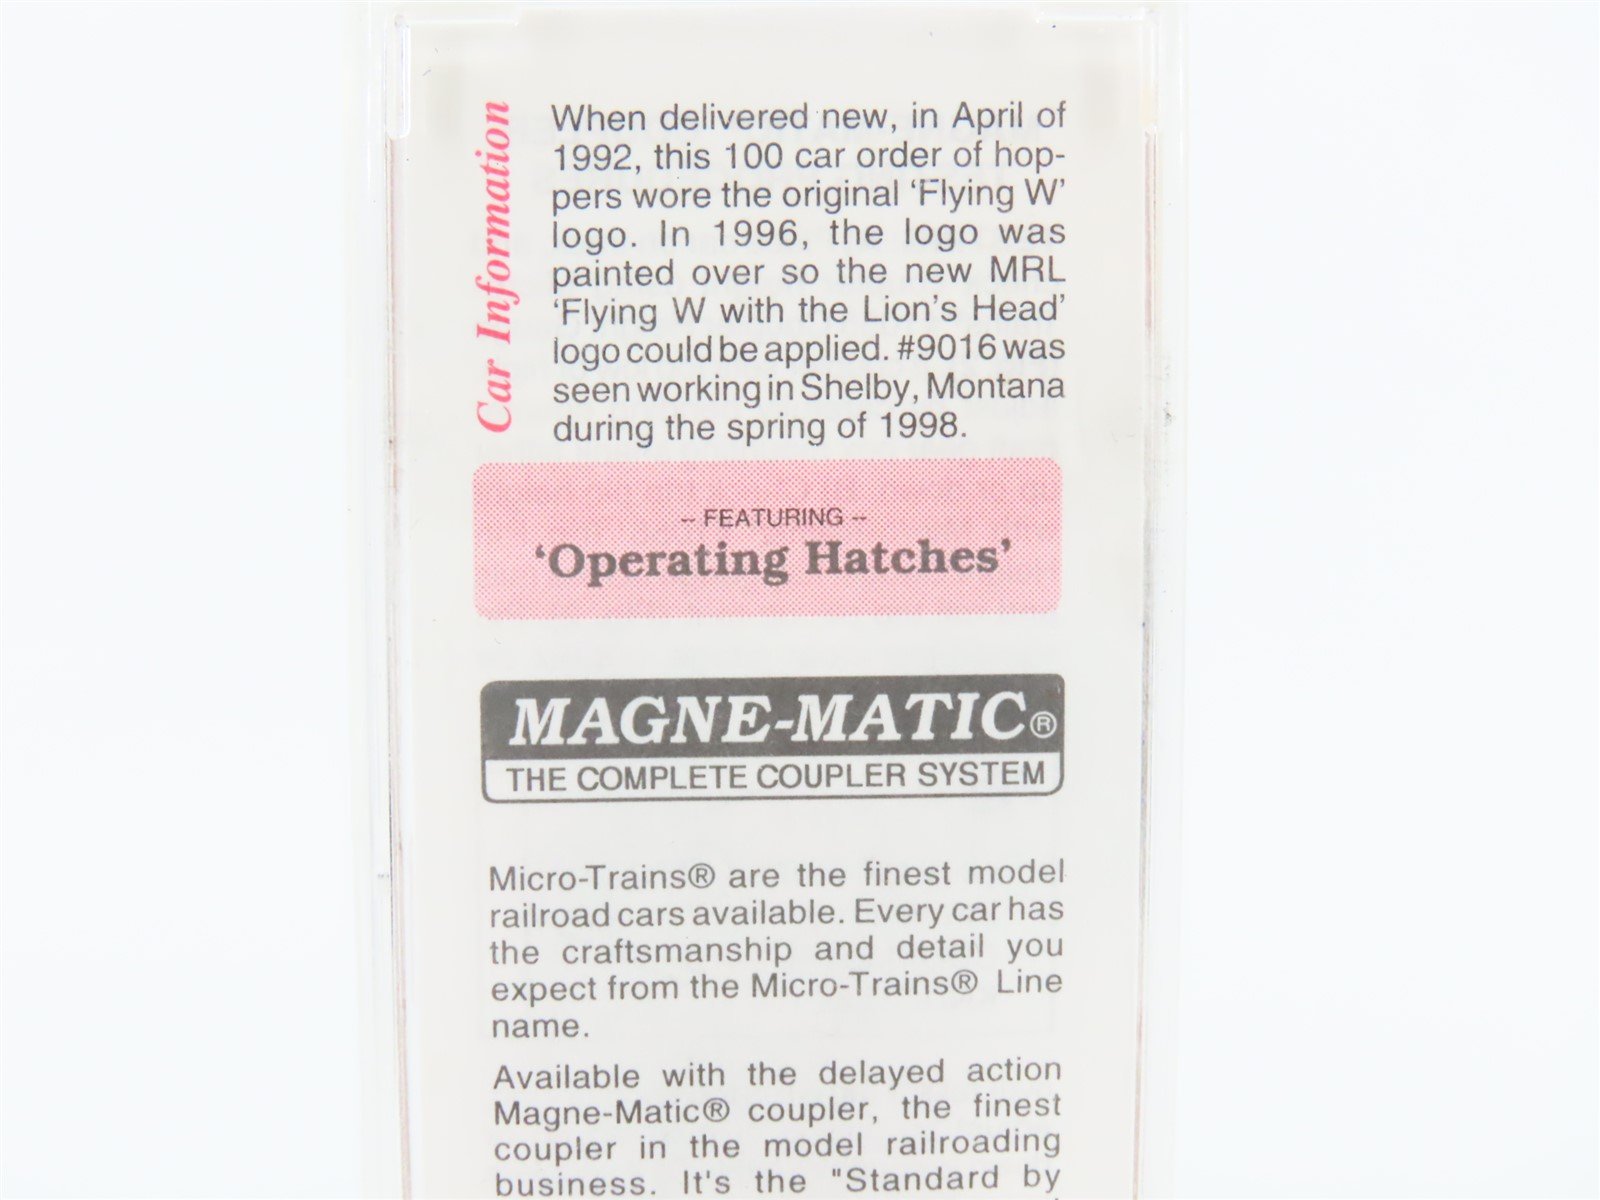 Car Information
When delivered new, in April of
1992, this 100 car order of hop-
pers wore the original ‘Flying W’
logo. In 1996, the logo was
painted over so the new MRL
‘Flying W with the Lion’s Head’
logo could be applied. #9016 was
seen working in Shelby, Montana
during the spring of 1998.
-- FEATURING --
‘Operating Hatches’
MAGNE-MATIC®
THE COMPLETE COUPLER SYSTEM
Micro-Trains® are the finest model
railroad cars available. Every car has
the craftsmanship and detail you
expect from the Micro-Trains® Line
name.
Available with the delayed action
Magne-Matic® coupler, the finest
coupler in the model railroading
business. It's the "Standard by